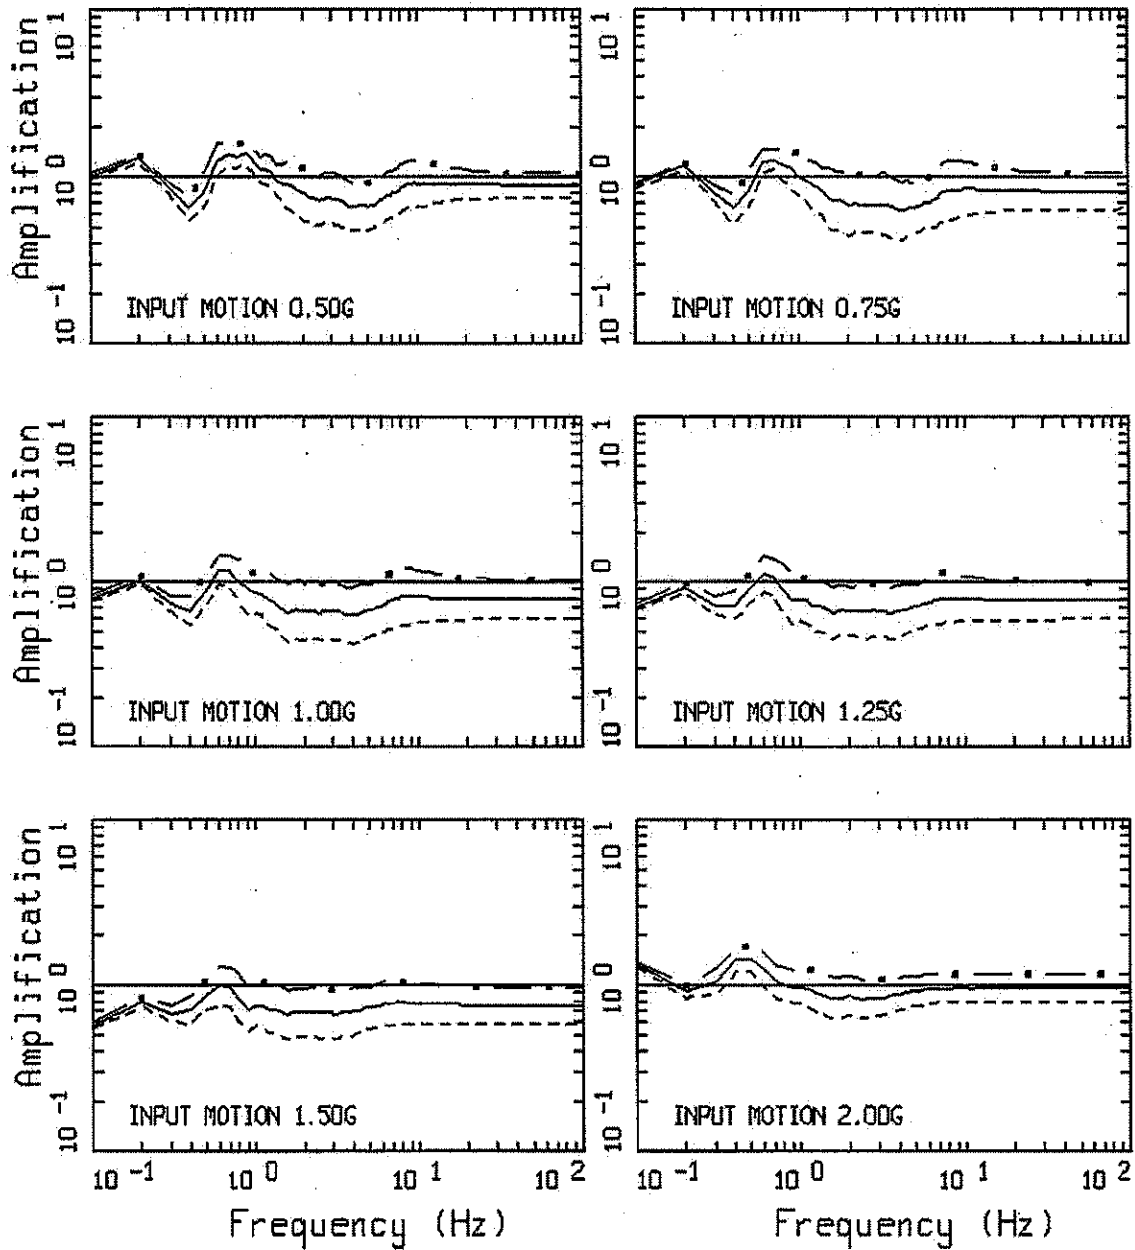 Amplification
10 1
10 0
10 -1
INPUT MOTION 0.50G
10 1
10 0
10 -1
INPUT MOTION 0.75G
Amplification
10 1
10 0
10 -1
INPUT MOTION 1.00G
10 1
10 0
10 -1
INPUT MOTION 1.25G
Amplification
10 1
10 0
10 -1
INPUT MOTION 1.50G
10 1
10 0
10 -1
INPUT MOTION 2.00G
10 -1 10 0 10 1 10 2
10 -1 10 0 10 1 10 2
Frequency (Hz)
Frequency (Hz)